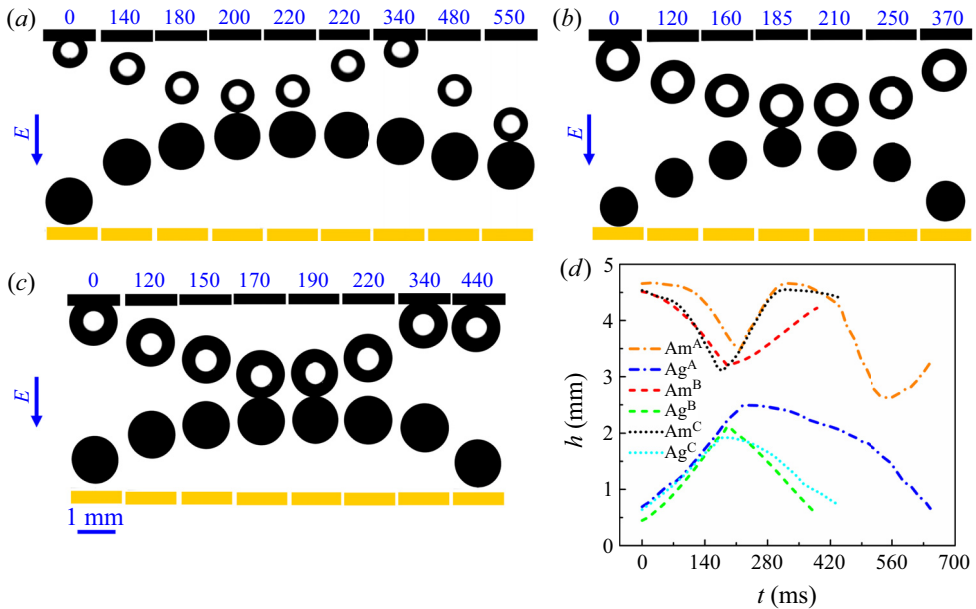 (a)
0 140 180 200 220 220 340 480 550
E
(b)
0 120 160 185 210 250 370
E
(c)
0 120 150 170 190 220 340 440
E
1 mm
(d)
5
4
3
2
1
0
h (mm)
Am^A
Ag^A
Am^B
Ag^B
Am^C
Ag^C
0 140 280 420 560 700
t (ms)